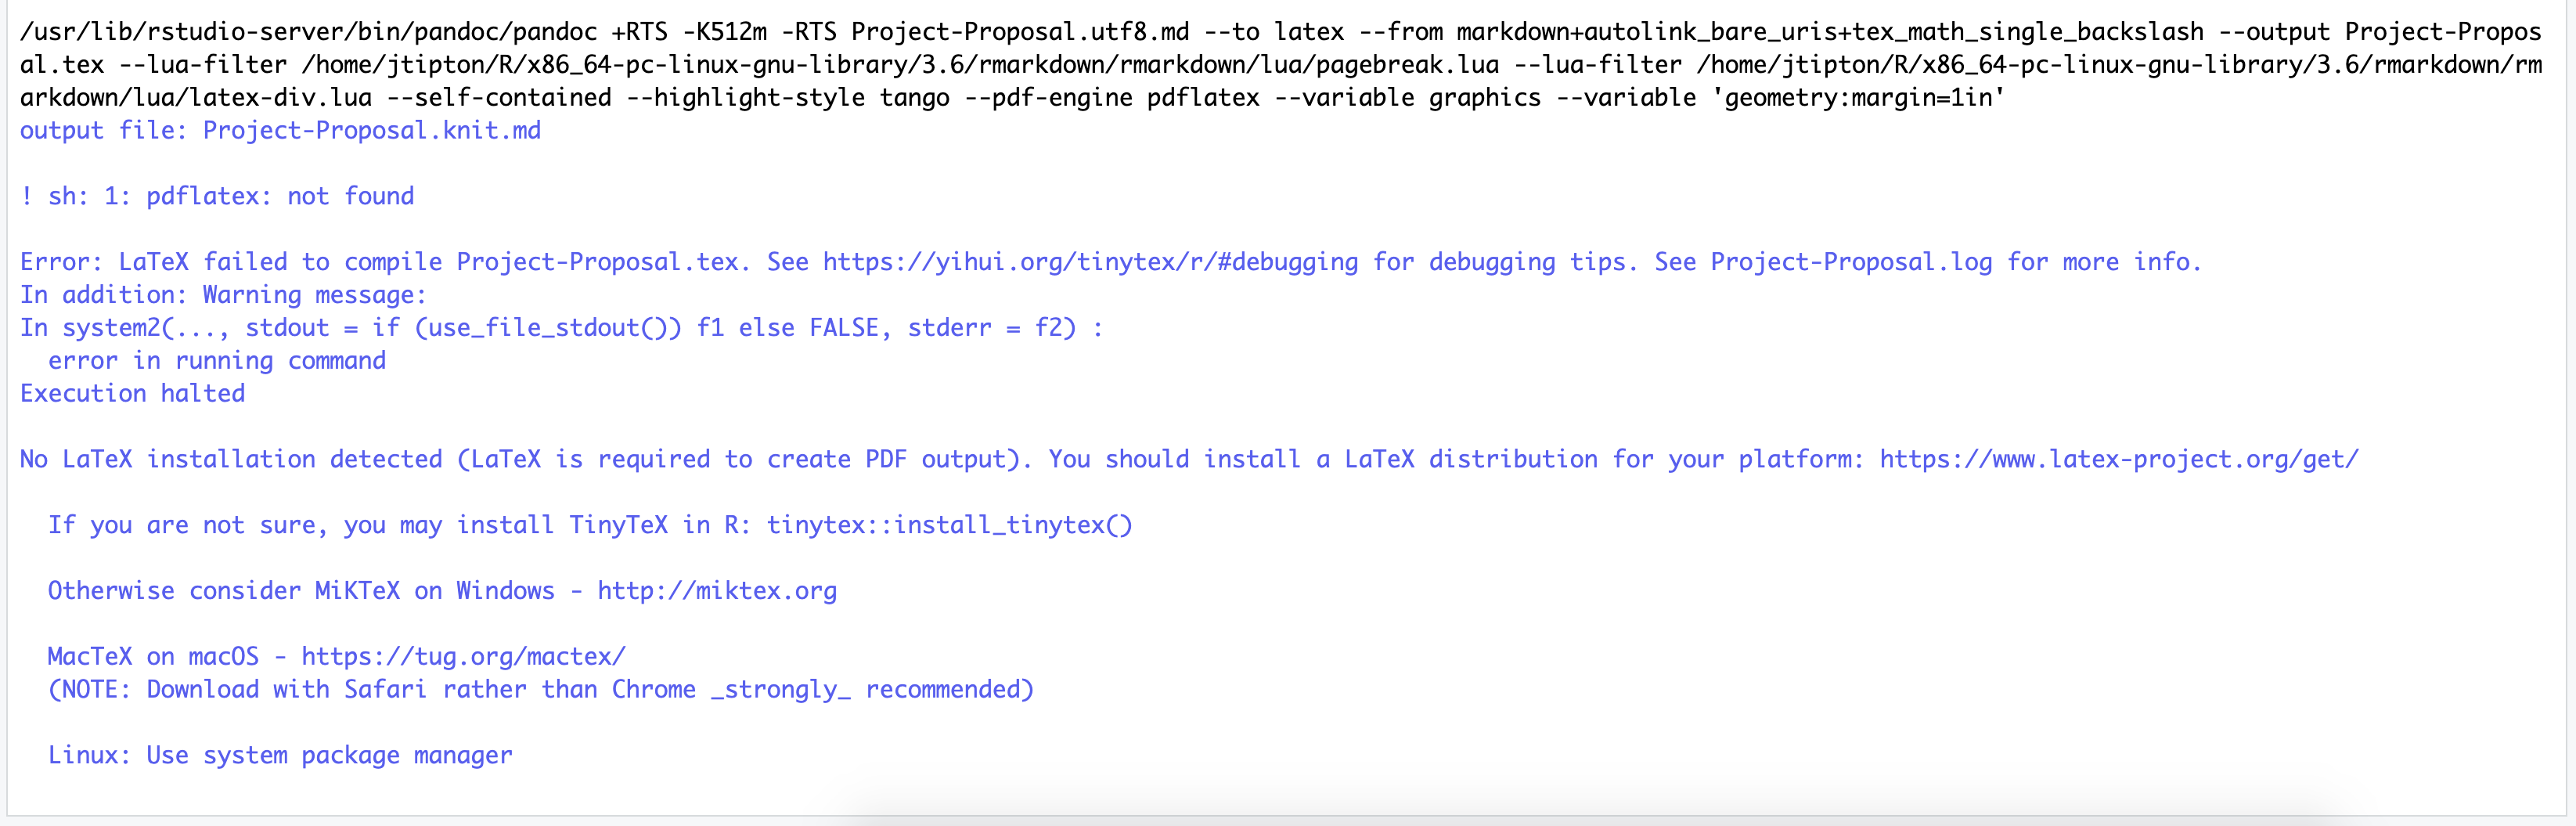 /usr/lib/rstudio-server/bin/pandoc/pandoc +RTS -K512m -RTS Project-Proposal.utf8.md --to latex --from markdown+autolink_bare_uris+tex_math_single_backslash --output Project-Propos
al.tex --lua-filter /home/jtipton/R/x86_64-pc-linux-gnu-library/3.6/rmarkdown/rmarkdown/lua/pagebreak.lua --lua-filter /home/jtipton/R/x86_64-pc-linux-gnu-library/3.6/rmarkdown/rm
arkdown/lua/latex-div.lua --self-contained --highlight-style tango --pdf-engine pdflatex --variable graphics --variable 'geometry:margin=1in'
output file: Project-Proposal.knit.md
! sh: 1: pdflatex: not found
Error: LaTeX failed to compile Project-Proposal.tex. See https://yihui.org/tinytex/r/#debugging for debugging tips. See Project-Proposal.log for more info.
In addition: Warning message:
In system2(..., stdout = if (use_file_stdout()) f1 else FALSE, stderr = f2) :
  error in running command
Execution halted
No LaTeX installation detected (LaTeX is required to create PDF output). You should install a LaTeX distribution for your platform: https://www.latex-project.org/get/
  If you are not sure, you may install TinyTeX in R: tinytex::install_tinytex()
  Otherwise consider MiKTeX on Windows - http://miktex.org
  MacTeX on macOS - https://tug.org/mactex/
  (NOTE: Download with Safari rather than Chrome _strongly_ recommended)
  Linux: Use system package manager